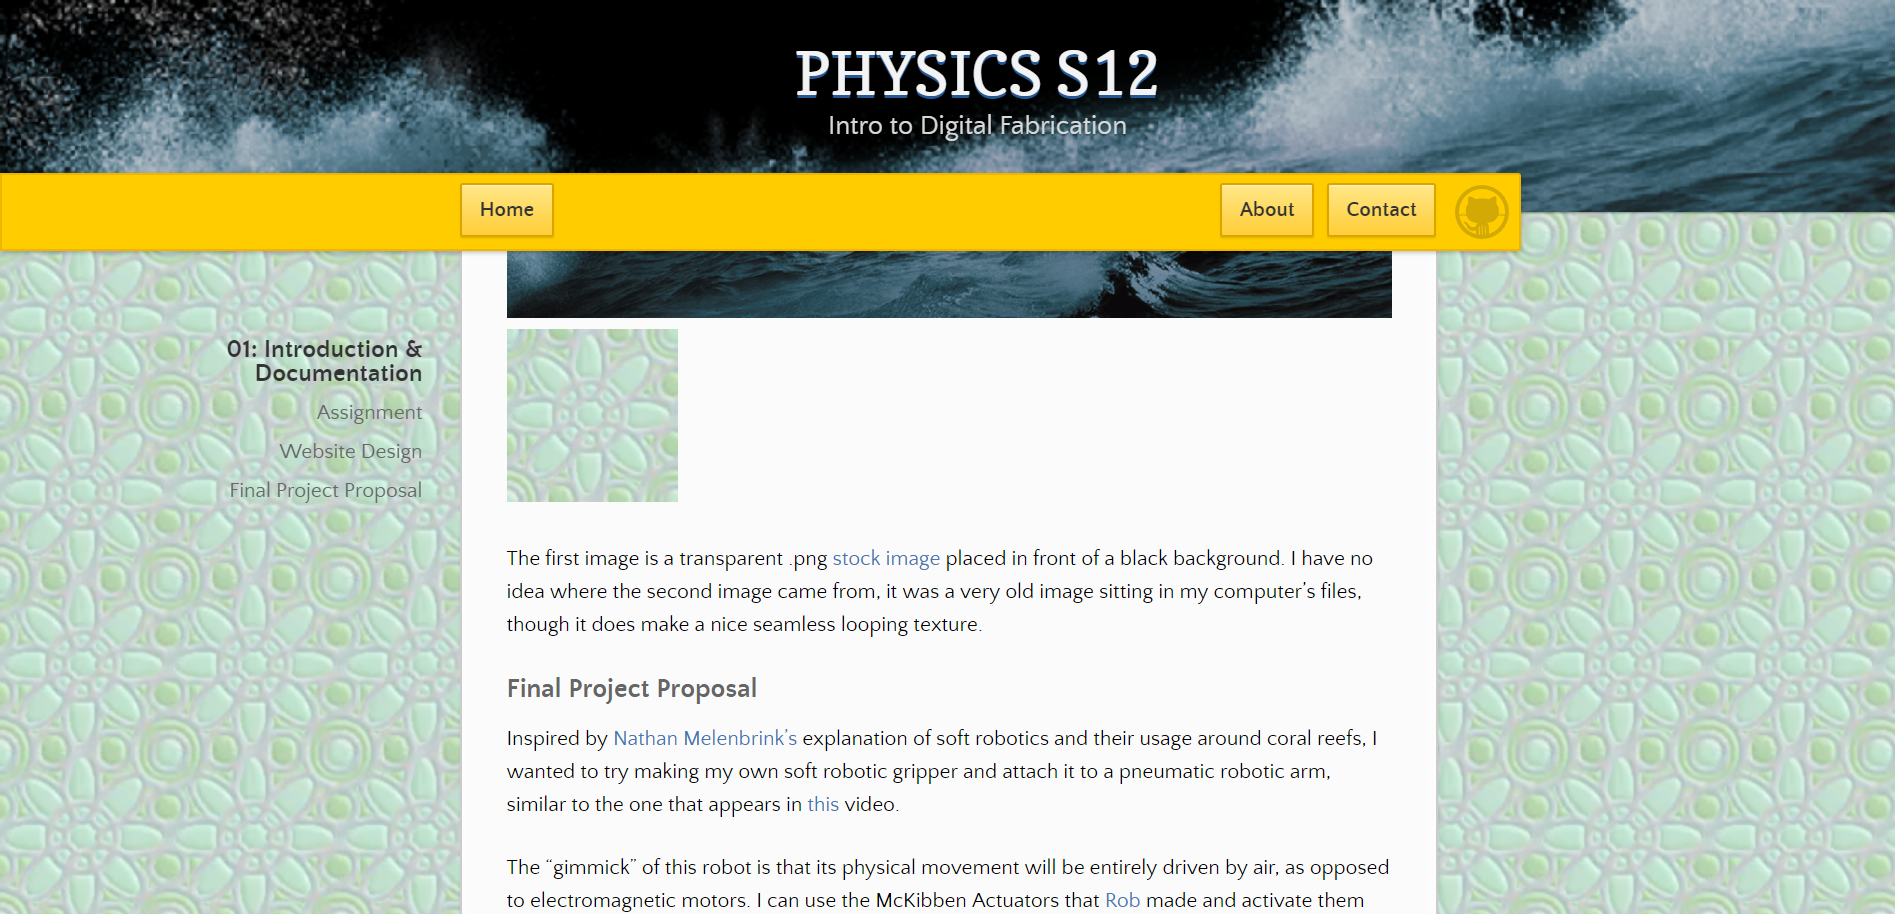 PHYSICS S12
Intro to Digital Fabrication
Home
About
Contact
01: Introduction &
Documentation
Assignment
Website Design
Final Project Proposal
The first image is a transparent .png stock image placed in front of a black background. I have no
idea where the second image came from, it was a very old image sitting in my computer’s files,
though it does make a nice seamless looping texture.
Final Project Proposal
Inspired by Nathan Melenbrink’s explanation of soft robotics and their usage around coral reefs, I
wanted to try making my own soft robotic gripper and attach it to a pneumatic robotic arm,
similar to the one that appears in this video.
The “gimmick” of this robot is that its physical movement will be entirely driven by air, as opposed
to electromagnetic motors. I can use the McKibben Actuators that Rob made and activate them